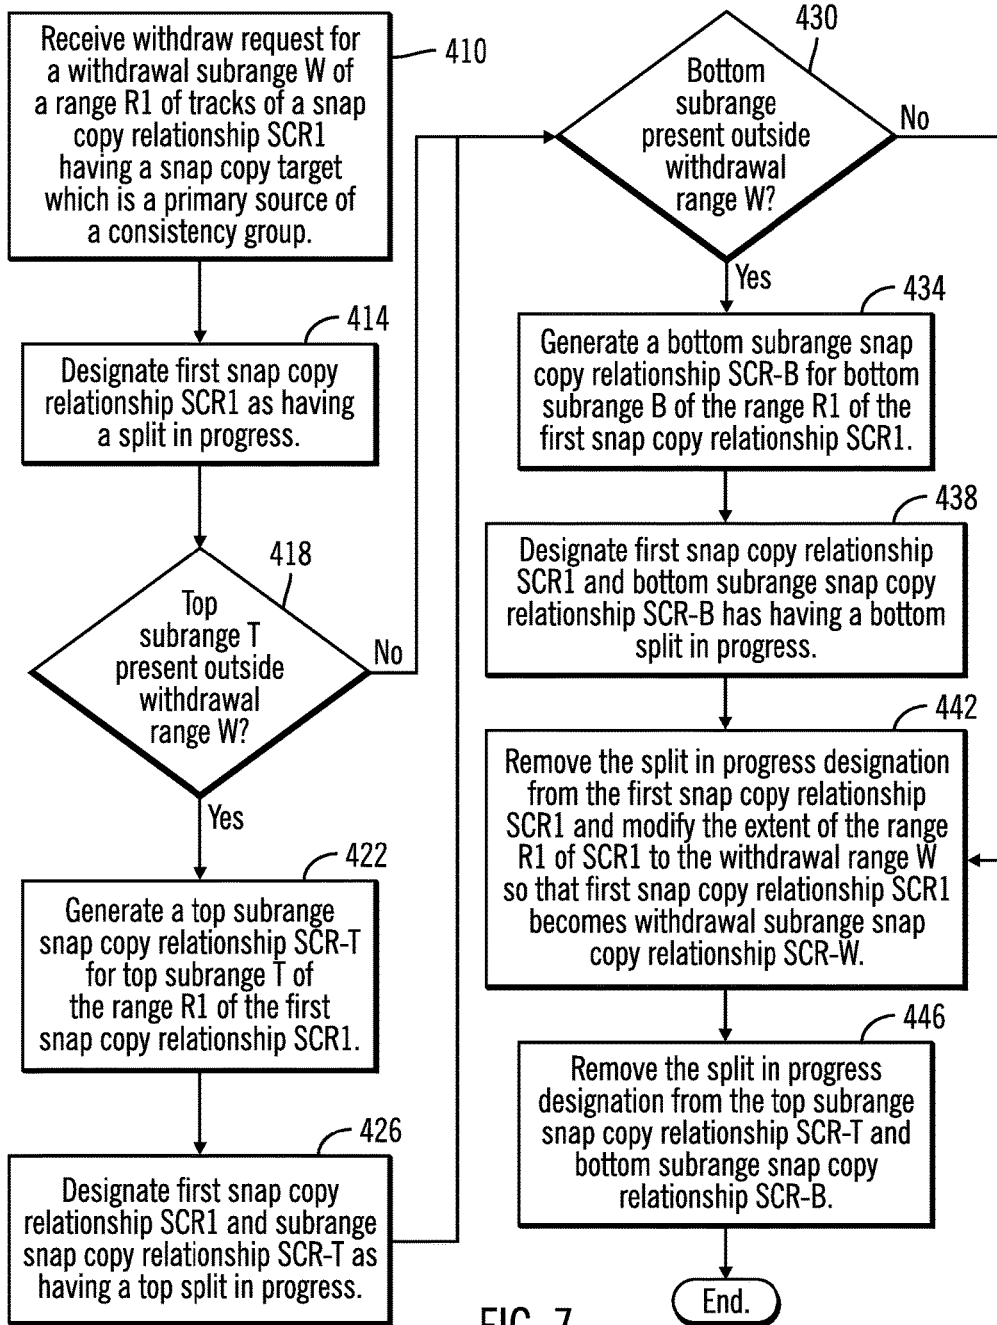 Receive withdraw request for
a withdrawal subrange W of
a range R1 of tracks of a snap
copy relationship SCR1
having a snap copy target
which is a primary source of
a consistency group.
410
414
Designate first snap copy
relationship SCR1 as having
a split in progress.
418
Top
subrange T
present outside
withdrawal
range W?
No
Yes
422
Generate a top subrange
snap copy relationship SCR-T
for top subrange T of
the range R1 of the first
snap copy relationship SCR1.
426
Designate first snap copy
relationship SCR1 and subrange
snap copy relationship SCR-T as
having a top split in progress.
430
Bottom
subrange
present outside
withdrawal
range W?
No
Yes
434
Generate a bottom subrange snap
copy relationship SCR-B for bottom
subrange B of the range R1 of the
first snap copy relationship SCR1.
438
Designate first snap copy relationship
SCR1 and bottom subrange snap copy
relationship SCR-B has having a bottom
split in progress.
442
Remove the split in progress designation
from the first snap copy relationship
SCR1 and modify the extent of the range
R1 of SCR1 to the withdrawal range W
so that first snap copy relationship SCR1
becomes withdrawal subrange snap
copy relationship SCR-W.
446
Remove the split in progress
designation from the top subrange
snap copy relationship SCR-T and
bottom subrange snap copy
relationship SCR-B.
End.
FIG. 7